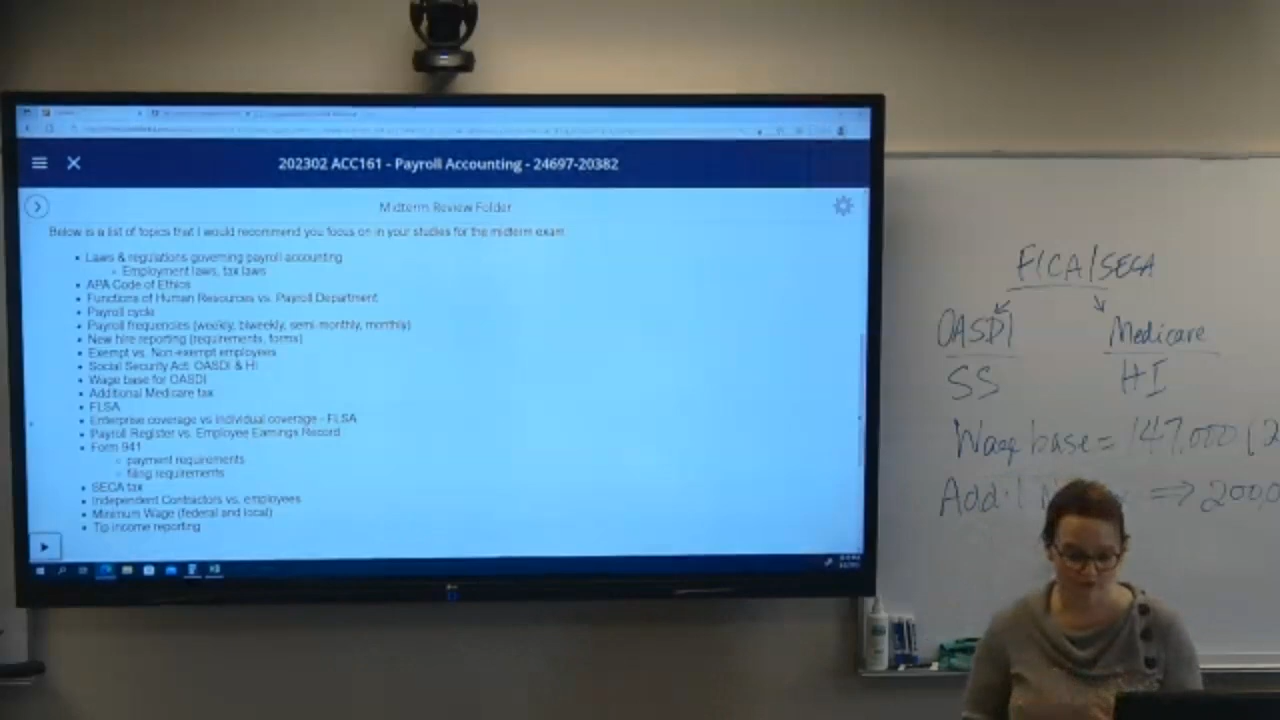 202302 ACC161 - Payroll Accounting - 24697-20382
Midterm Review Folder
Below is a list of topics that I would recommend you focus on in your studies for the midterm exam
Laws & regulations governing payroll accounting
Employment laws, tax laws
APA Code of Ethics
Functions of Human Resources vs. Payroll Department
Payroll cycle
Payroll frequencies (weekly, biweekly, semi-monthly, monthly)
New hire reporting (requirements, forms)
Exempt vs. Non-exempt employees
Social Security Act: OASDI & HI
Wage base for OASDI
Additional Medicare tax
FLSA
Enterprise coverage vs individual coverage - FLSA
Payroll Register vs. Employee Earnings Record
Form 941
payment requirements
filing requirements
SECA tax
Independent Contractors vs. employees
Minimum Wage (federal and local)
Tip income reporting
FICA/SECA
OASDI Medicare
SS HI
Wage base = 147,000 (2
Add'l ⇒ 200,0